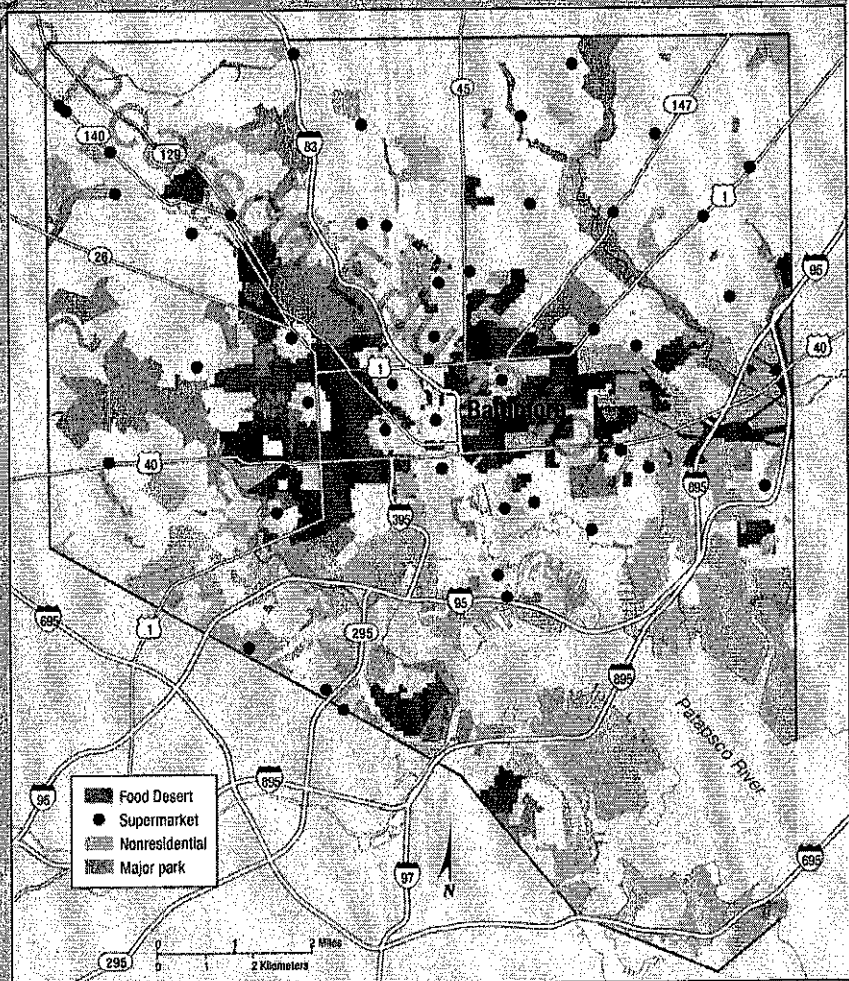 45
147
140
83
129
1
26
95
40
1
Baltimore
40
895
395
695
1
95
295
895
Patapsco River
Food Desert
Supermarket
Nonresidential
Major park
95
895
695
97
N
0 1 2 Miles
0 1 2 Kilometers
295